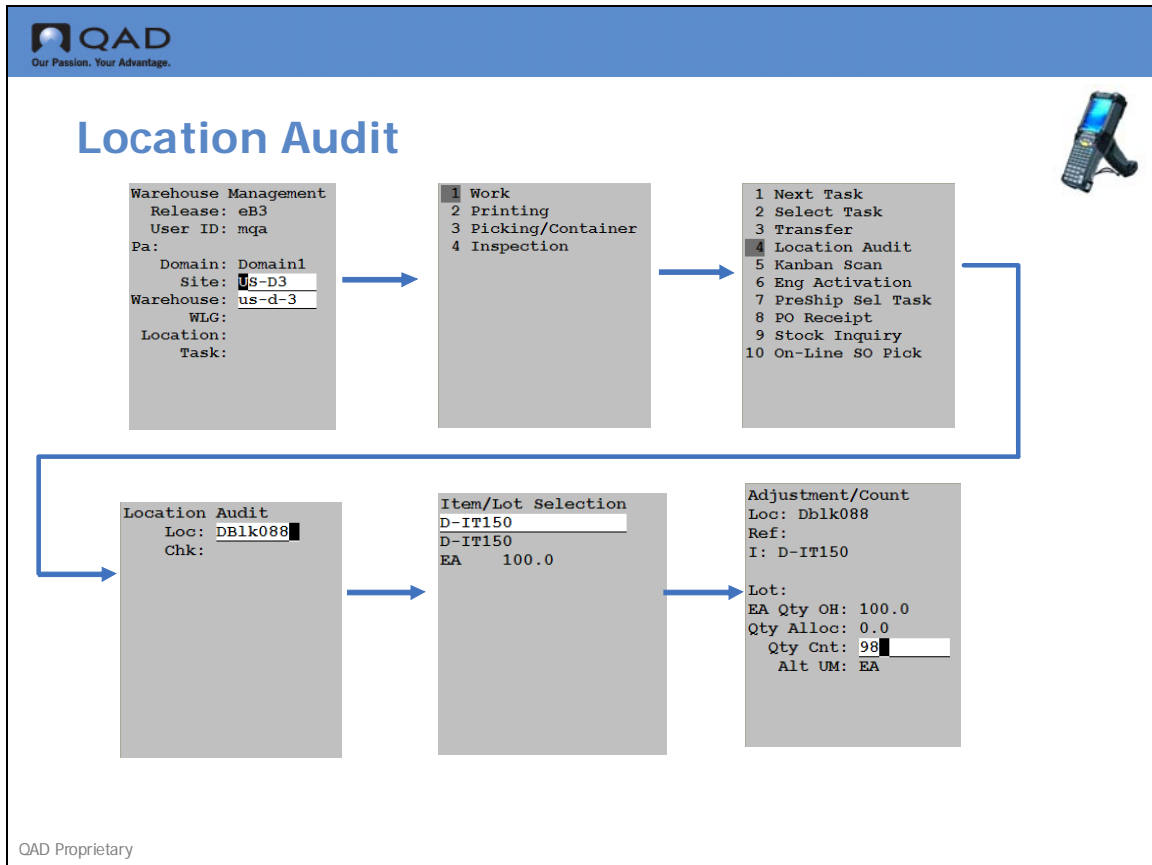 QAD
Our Passion. Your Advantage.
Location Audit
Warehouse Management
Release: eB3
User ID: mqa
Pa:
Domain: Domain1
Site: US-D3
Warehouse: us-d-3
WLG:
Location:
Task:
1 Work
2 Printing
3 Picking/Container
4 Inspection
1 Next Task
2 Select Task
3 Transfer
4 Location Audit
5 Kanban Scan
6 Eng Activation
7 PreShip Sel Task
8 PO Receipt
9 Stock Inquiry
10 On-Line SO Pick
Location Audit
Loc: DBlk088
Chk:
Item/Lot Selection
D-IT150
D-IT150
EA 100.0
Adjustment/Count
Loc: Dblk088
Ref:
I: D-IT150
Lot:
EA Qty OH: 100.0
Qty Alloc: 0.0
Qty Cnt: 98
Alt UM: EA
QAD Proprietary